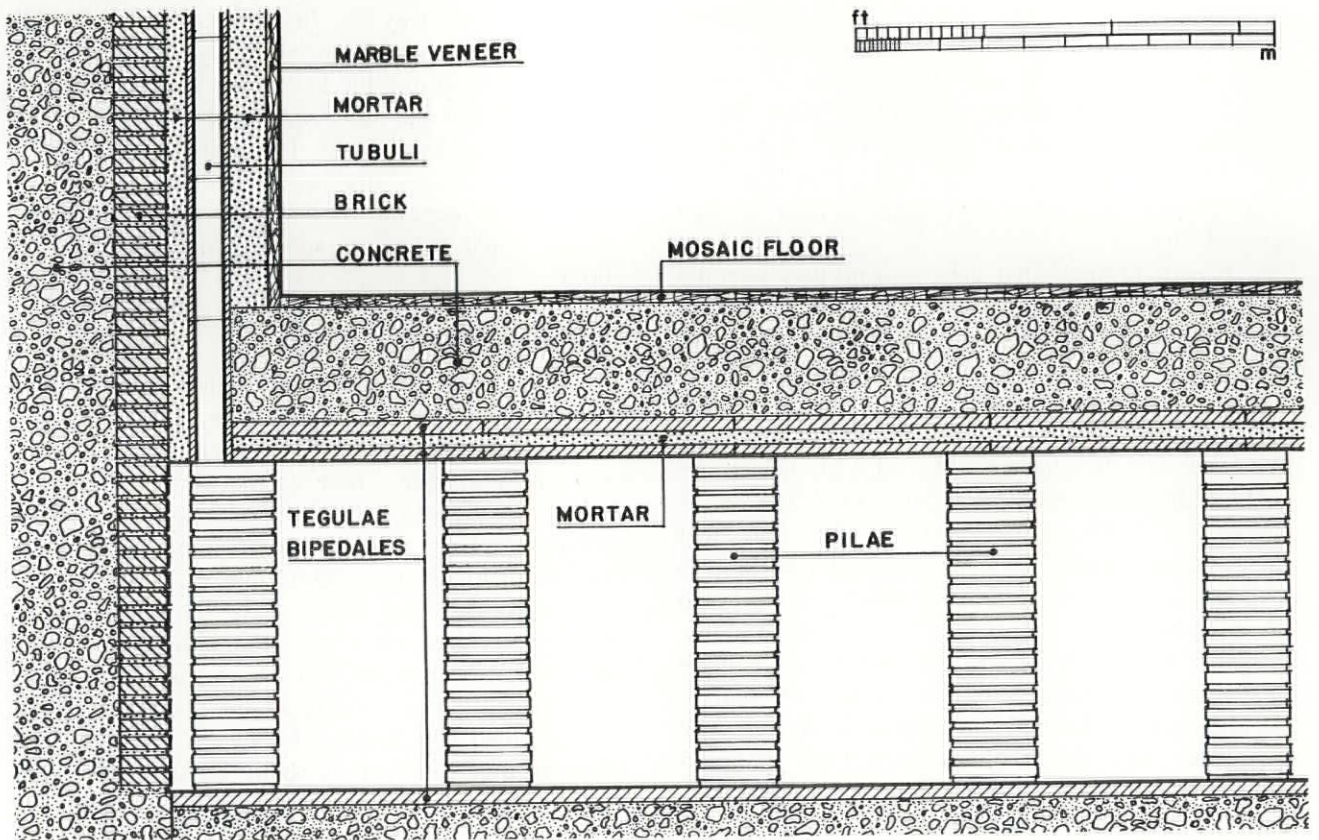 ft
m
MARBLE VENEER
MORTAR
TUBULI
BRICK
CONCRETE
MOSAIC FLOOR
TEGULAE
BIPEDALES
MORTAR
PILAE